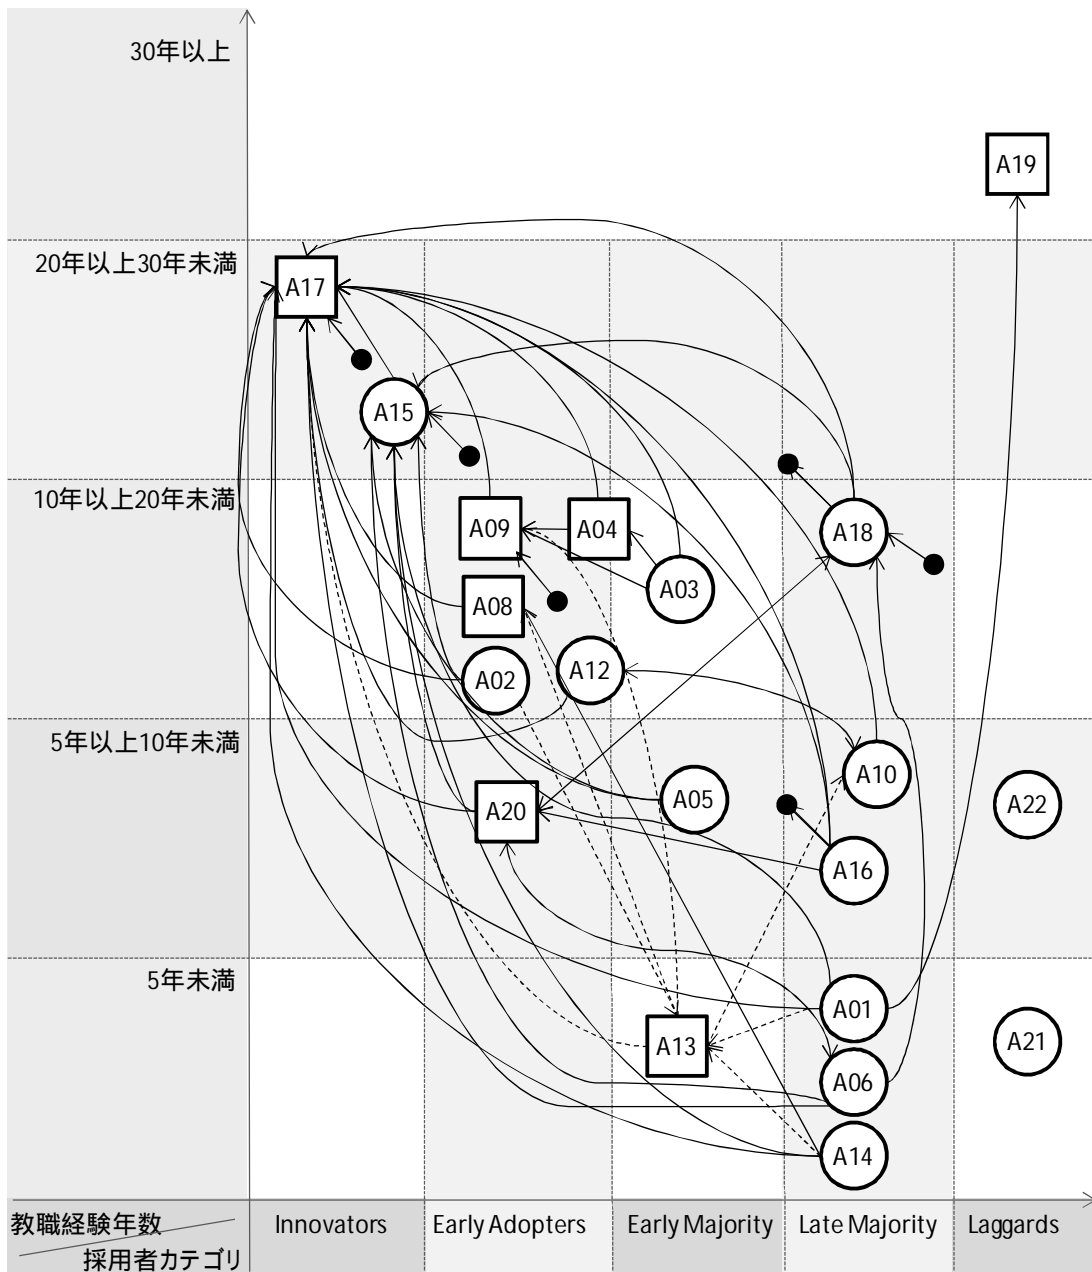 30年以上
A19
20年以上30年未満
A17
A15
10年以上20年未満
A09
A04
A18
A08
A03
A02
A12
5年以上10年未満
A10
A20
A05
A22
A16
5年未満
A01
A13
A21
A06
A14
教職経験年数
採用者カテゴリ
Innovators
Early Adopters
Early Majority
Late Majority
Laggards